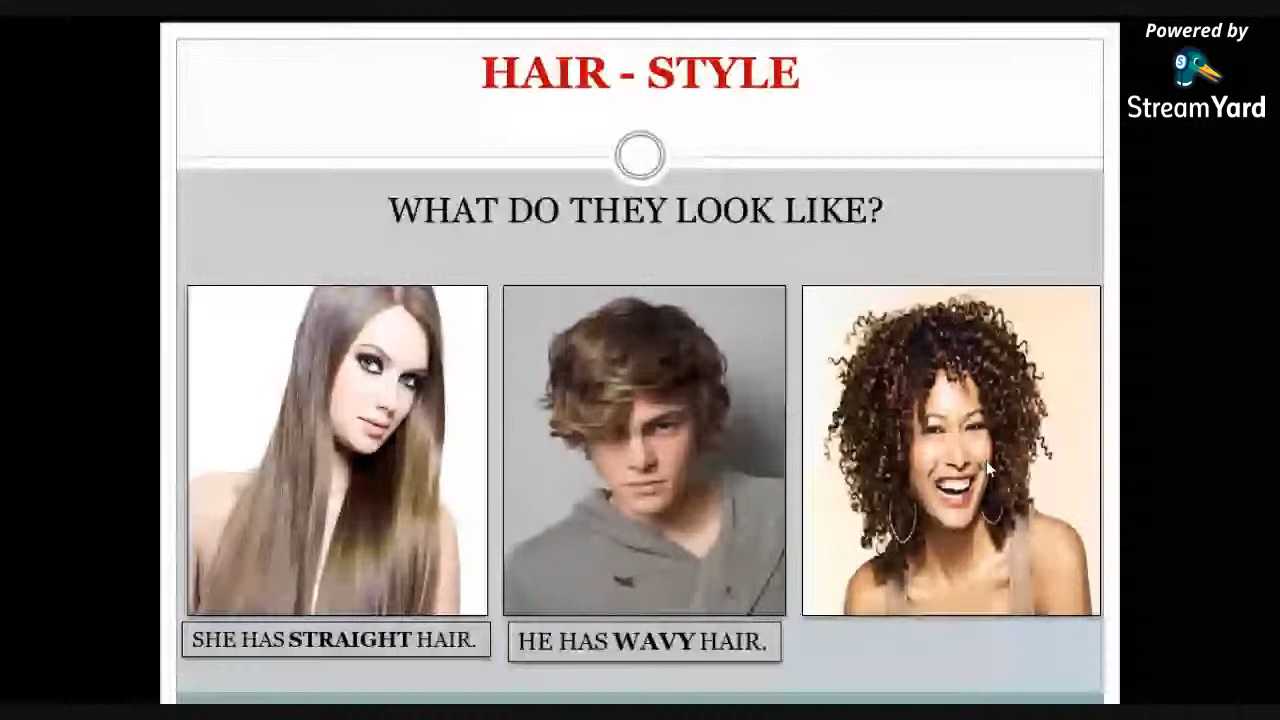 Powered by
StreamYard
HAIR - STYLE
WHAT DO THEY LOOK LIKE?
SHE HAS STRAIGHT HAIR.
HE HAS WAVY HAIR.